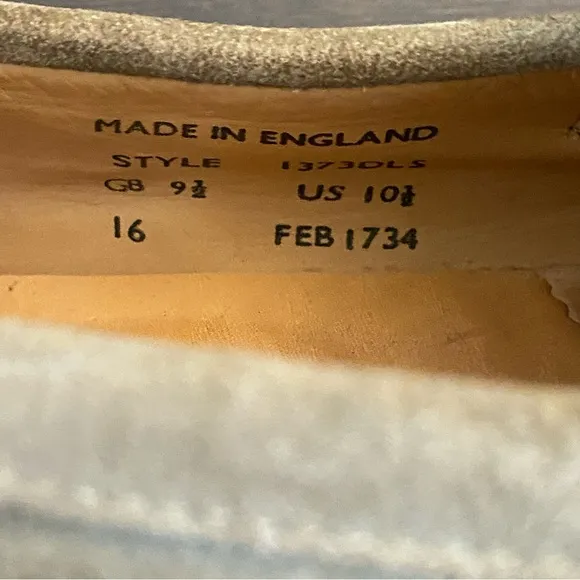 MADE IN ENGLAND
STYLE 1373DLS
GB 9½ US 10½
16 FEB 1734